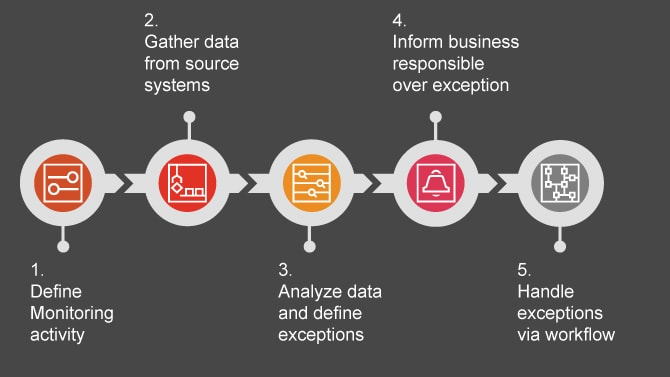 1.
Define
Monitoring
activity
2.
Gather data
from source
systems
3.
Analyze data
and define
exceptions
4.
Inform business
responsible
over exception
5.
Handle
exceptions
via workflow